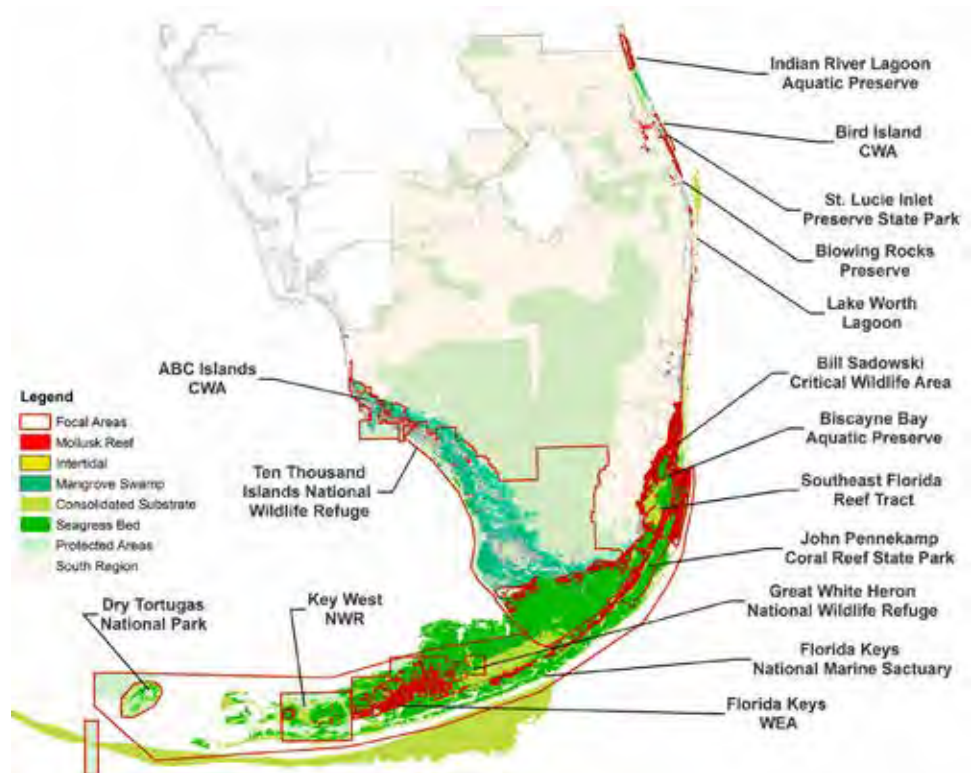 Indian River Lagoon
Aquatic Preserve
Bird Island
CWA
St. Lucie Inlet
Preserve State Park
Blowing Rocks
Preserve
Lake Worth
Lagoon
Bill Sadowski
Critical Wildlife Area
Biscayne Bay
Aquatic Preserve
Southeast Florida
Reef Tract
John Pennekamp
Coral Reef State Park
Great White Heron
National Wildlife Refuge
Florida Keys
National Marine Sactuary
Florida Keys
WEA
ABC Islands
CWA
Ten Thousand
Islands National
Wildlife Refuge
Legend
Focal Areas
Mollusk Reef
Intertidal
Mangrove Swamp
Consolidated Substrate
Seagress Bed
Protected Areas
South Region
Dry Tortugas
National Park
Key West
NWR